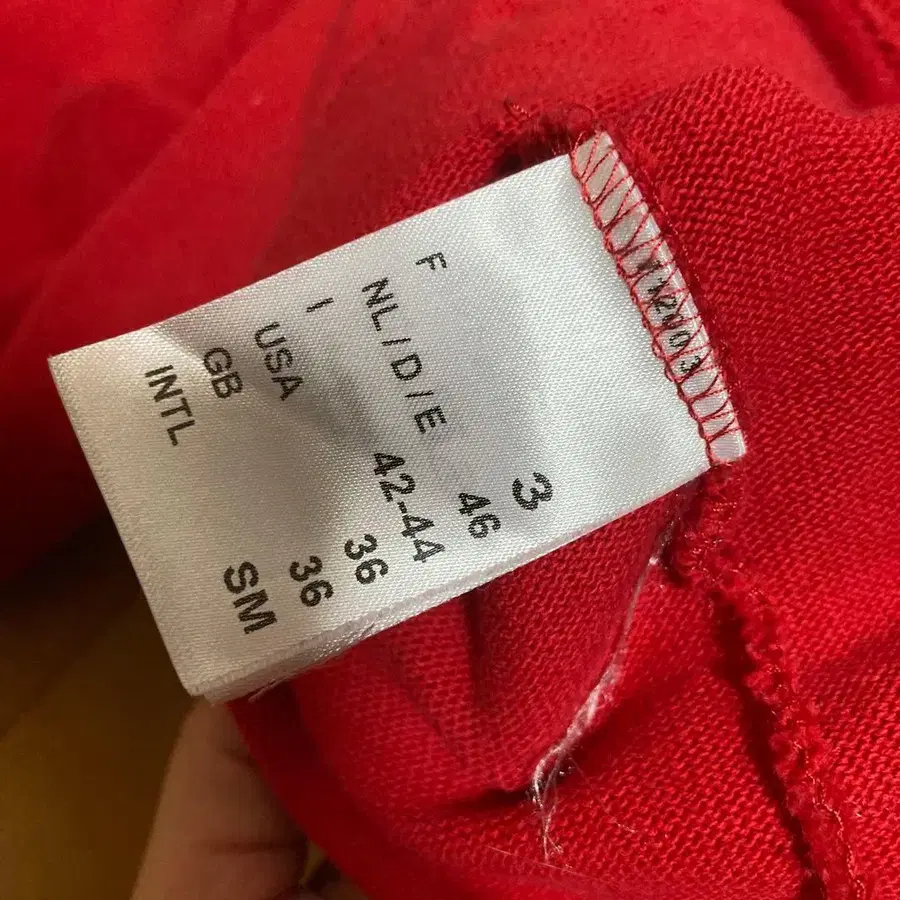 F 3
NL/D/E 46
I 42-44
USA 36
GB 36
INTL SM